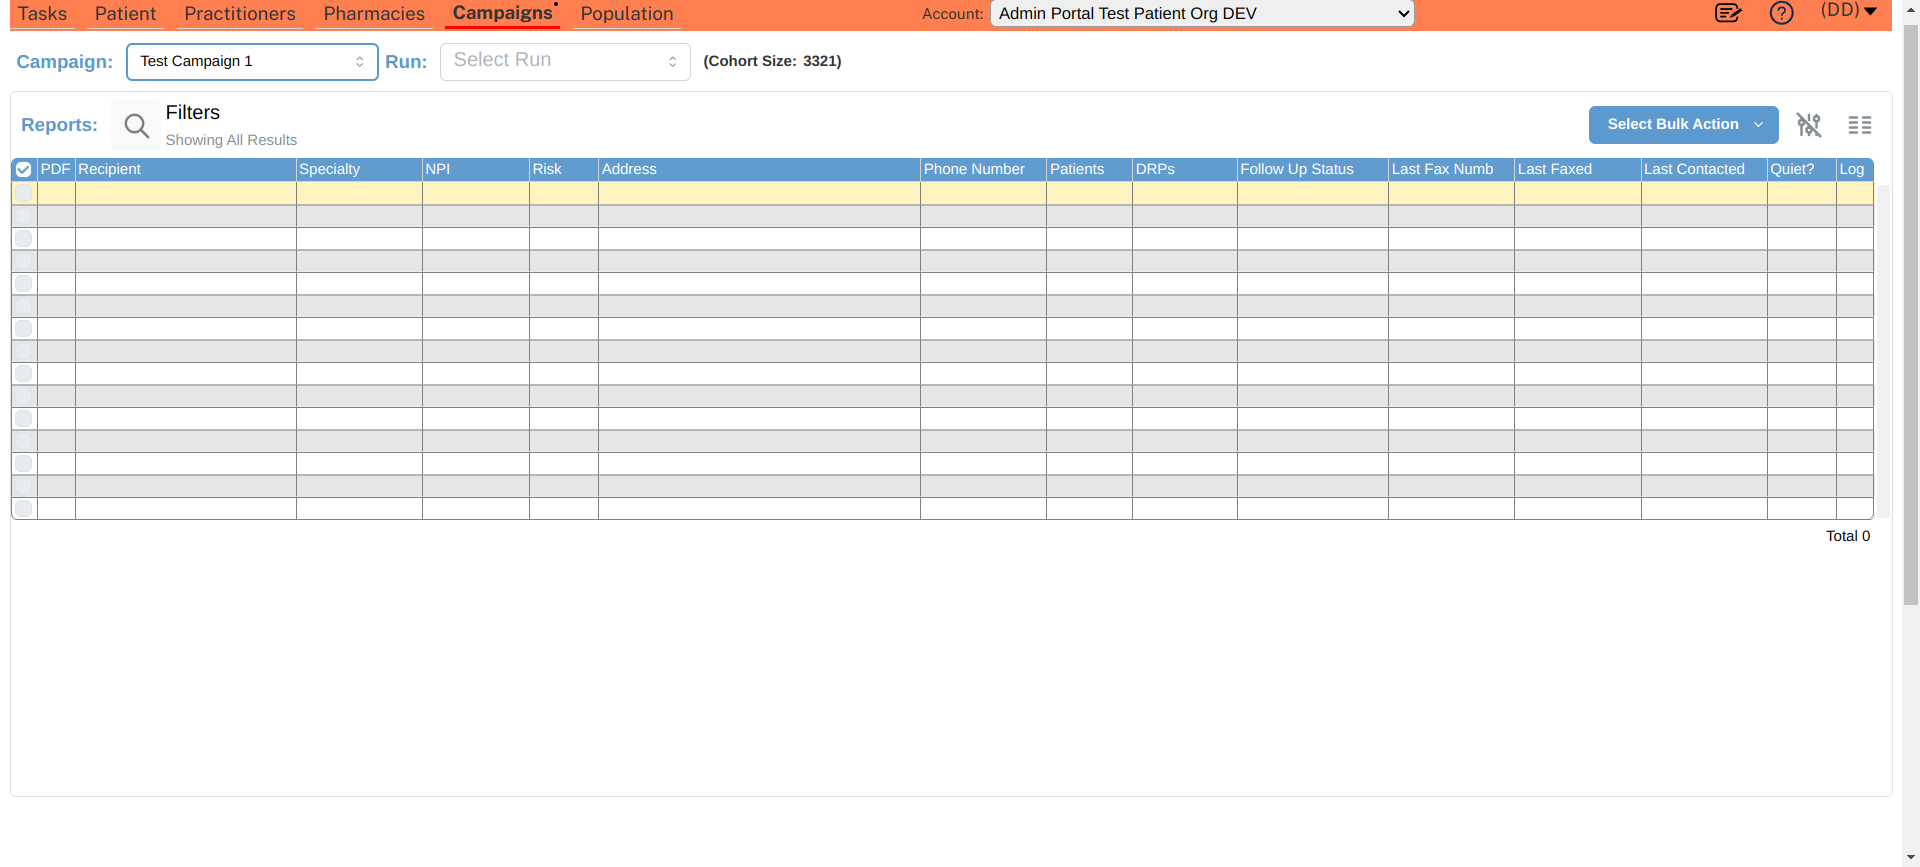 Tasks Patient Practitioners Pharmacies Campaigns Population Account: Admin Portal Test Patient Org DEV (DD)
Campaign: Test Campaign 1 Run: Select Run (Cohort Size: 3321)
Reports: Filters Select Bulk Action
Showing All Results
PDF Recipient Specialty NPI Risk Address Phone Number Patients DRPs Follow Up Status Last Fax Numb Last Faxed Last Contacted Quiet? Log
Total 0